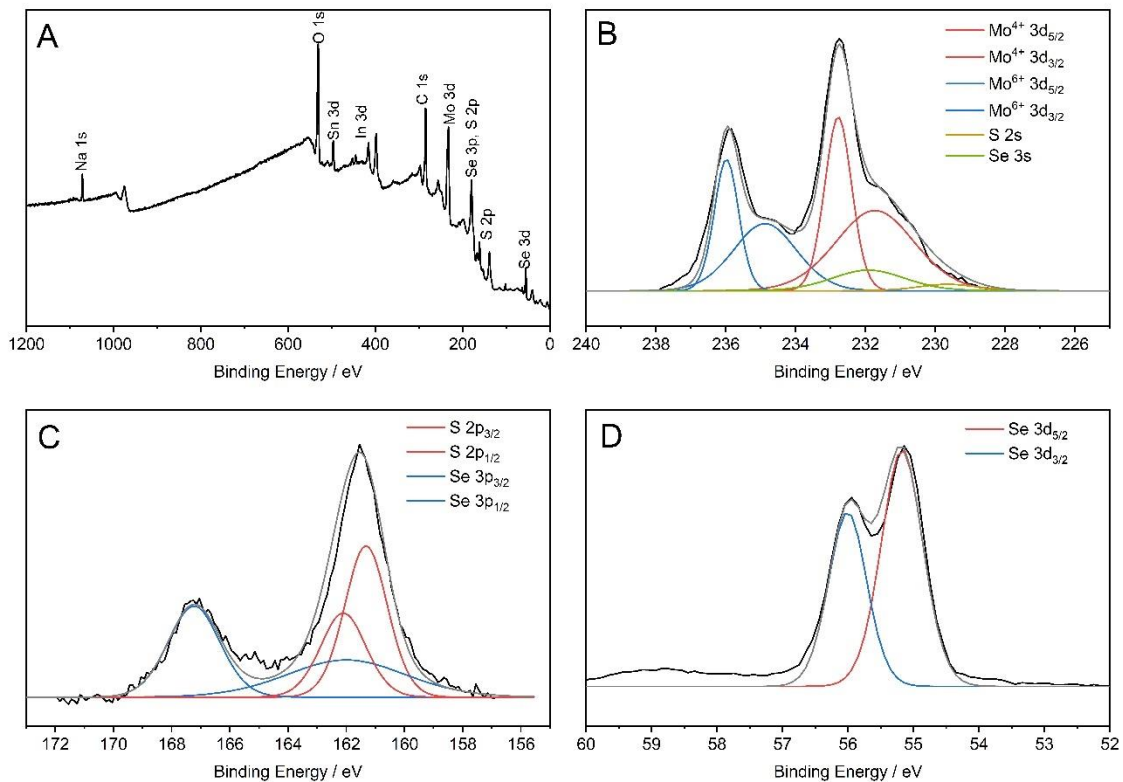 A
Na 1s
O 1s
Sn 3d
In 3d
C 1s
Mo 3d
Se 3p, S 2p
S 2p
Se 3d
1200 1000 800 600 400 200 0
Binding Energy / eV
B
Mo⁴⁺ 3d₅/₂
Mo⁴⁺ 3d₃/₂
Mo⁶⁺ 3d₅/₂
Mo⁶⁺ 3d₃/₂
S 2s
Se 3s
240 238 236 234 232 230 228 226
Binding Energy / eV
C
S 2p₃/₂
S 2p₁/₂
Se 3p₃/₂
Se 3p₁/₂
172 170 168 166 164 162 160 158 156
Binding Energy / eV
D
Se 3d₅/₂
Se 3d₃/₂
60 59 58 57 56 55 54 53 52
Binding Energy / eV